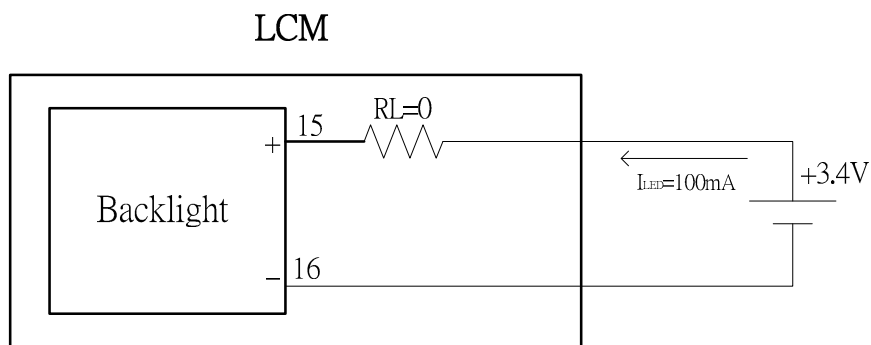 LCM
RL=0
15
+
Backlight
ILED=100mA
+3.4V
−
16